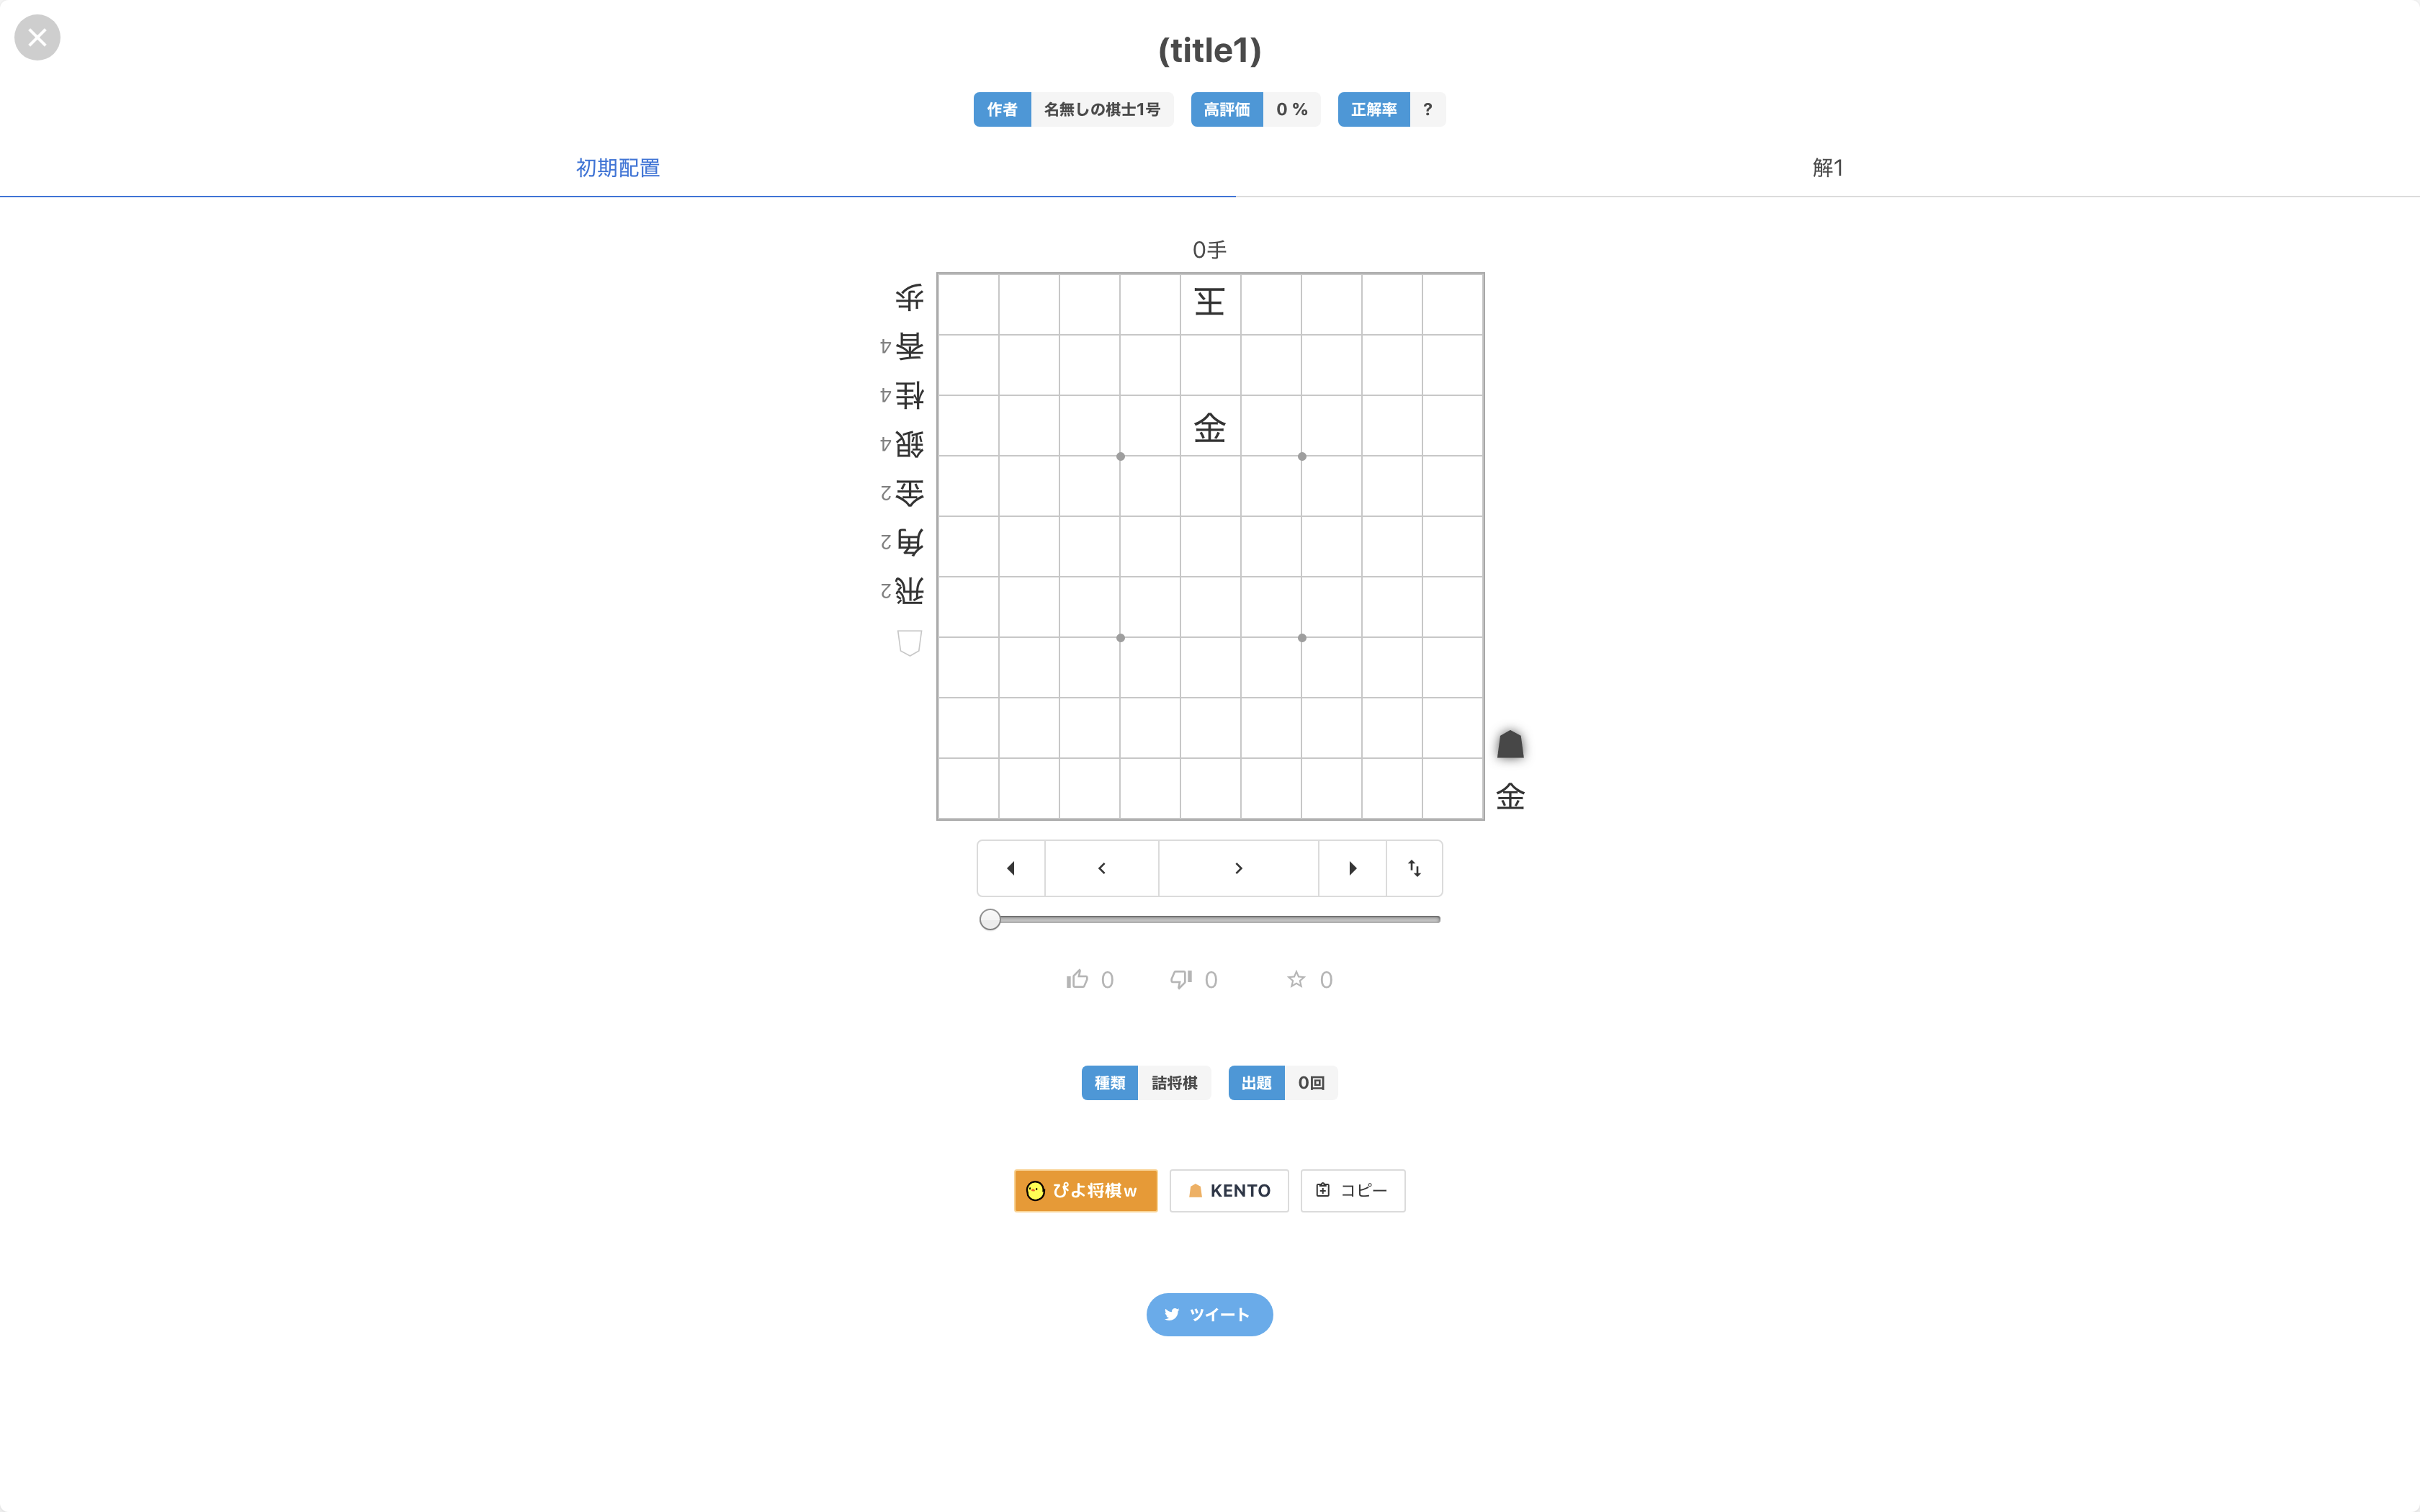 (title1)
作者 名無しの棋士1号 高評価 0 % 正解率 ?
初期配置 解1
0手
王
金
歩
香4
桂4
銀4
金2
角2
飛2
金
0 0 0
種類 詰将棋 出題 0回
ぴよ将棋w KENTO コピー
ツイート